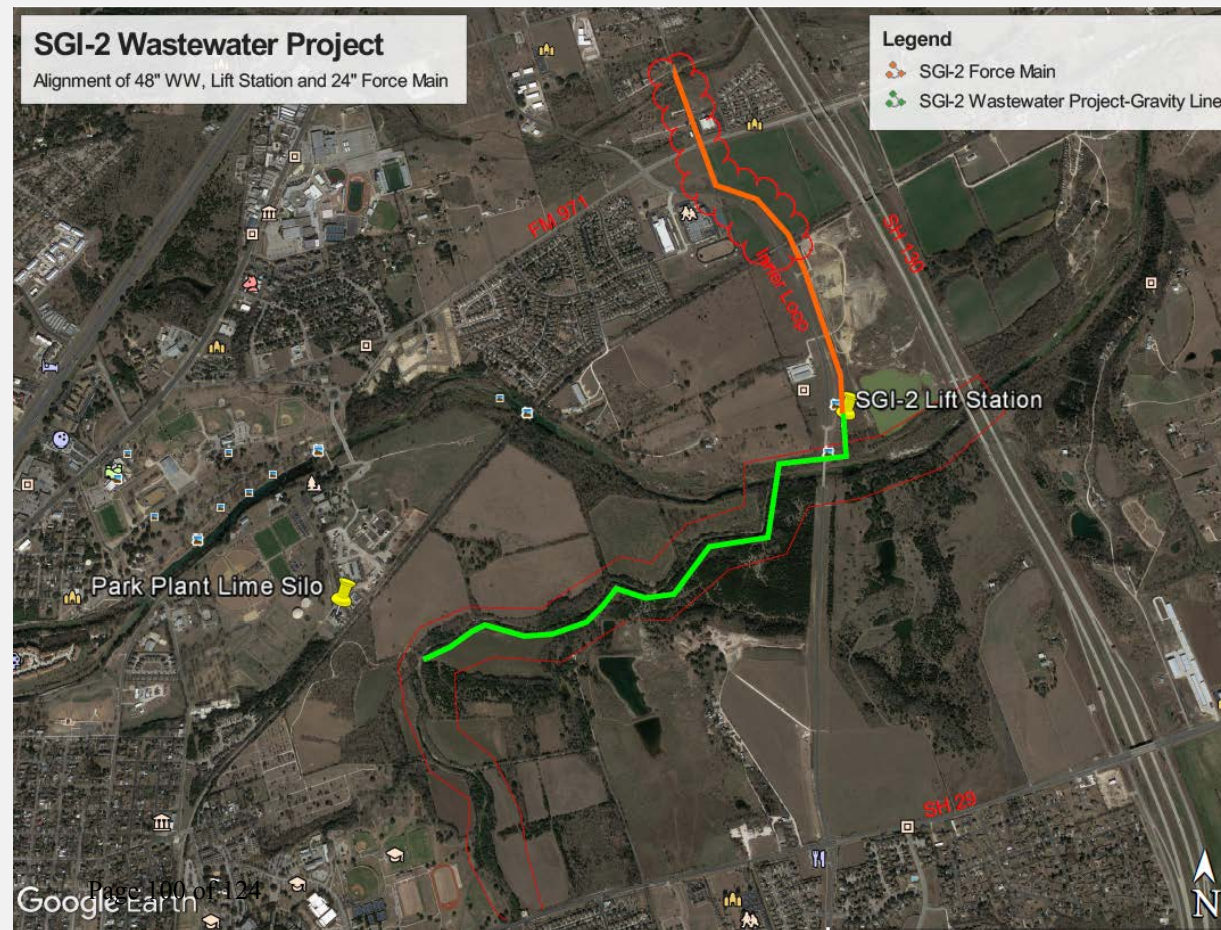 SGI-2 Wastewater Project
Alignment of 48" WW, Lift Station and 24" Force Main
Legend
SGI-2 Force Main
SGI-2 Wastewater Project-Gravity Line
FM 971
SH 130
Inner Loop
SGI-2 Lift Station
Park Plant Lime Silo
SH 29
Page 100 of 124
Google Earth
N